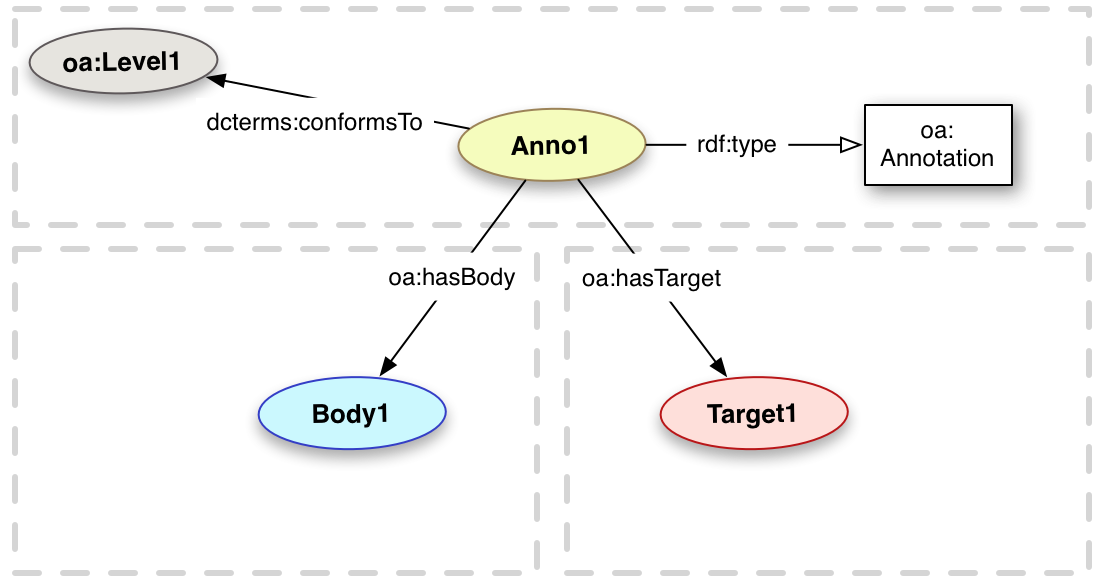 oa:Level1
dcterms:conformsTo
Anno1
rdf:type
oa:
Annotation
oa:hasBody
oa:hasTarget
Body1
Target1